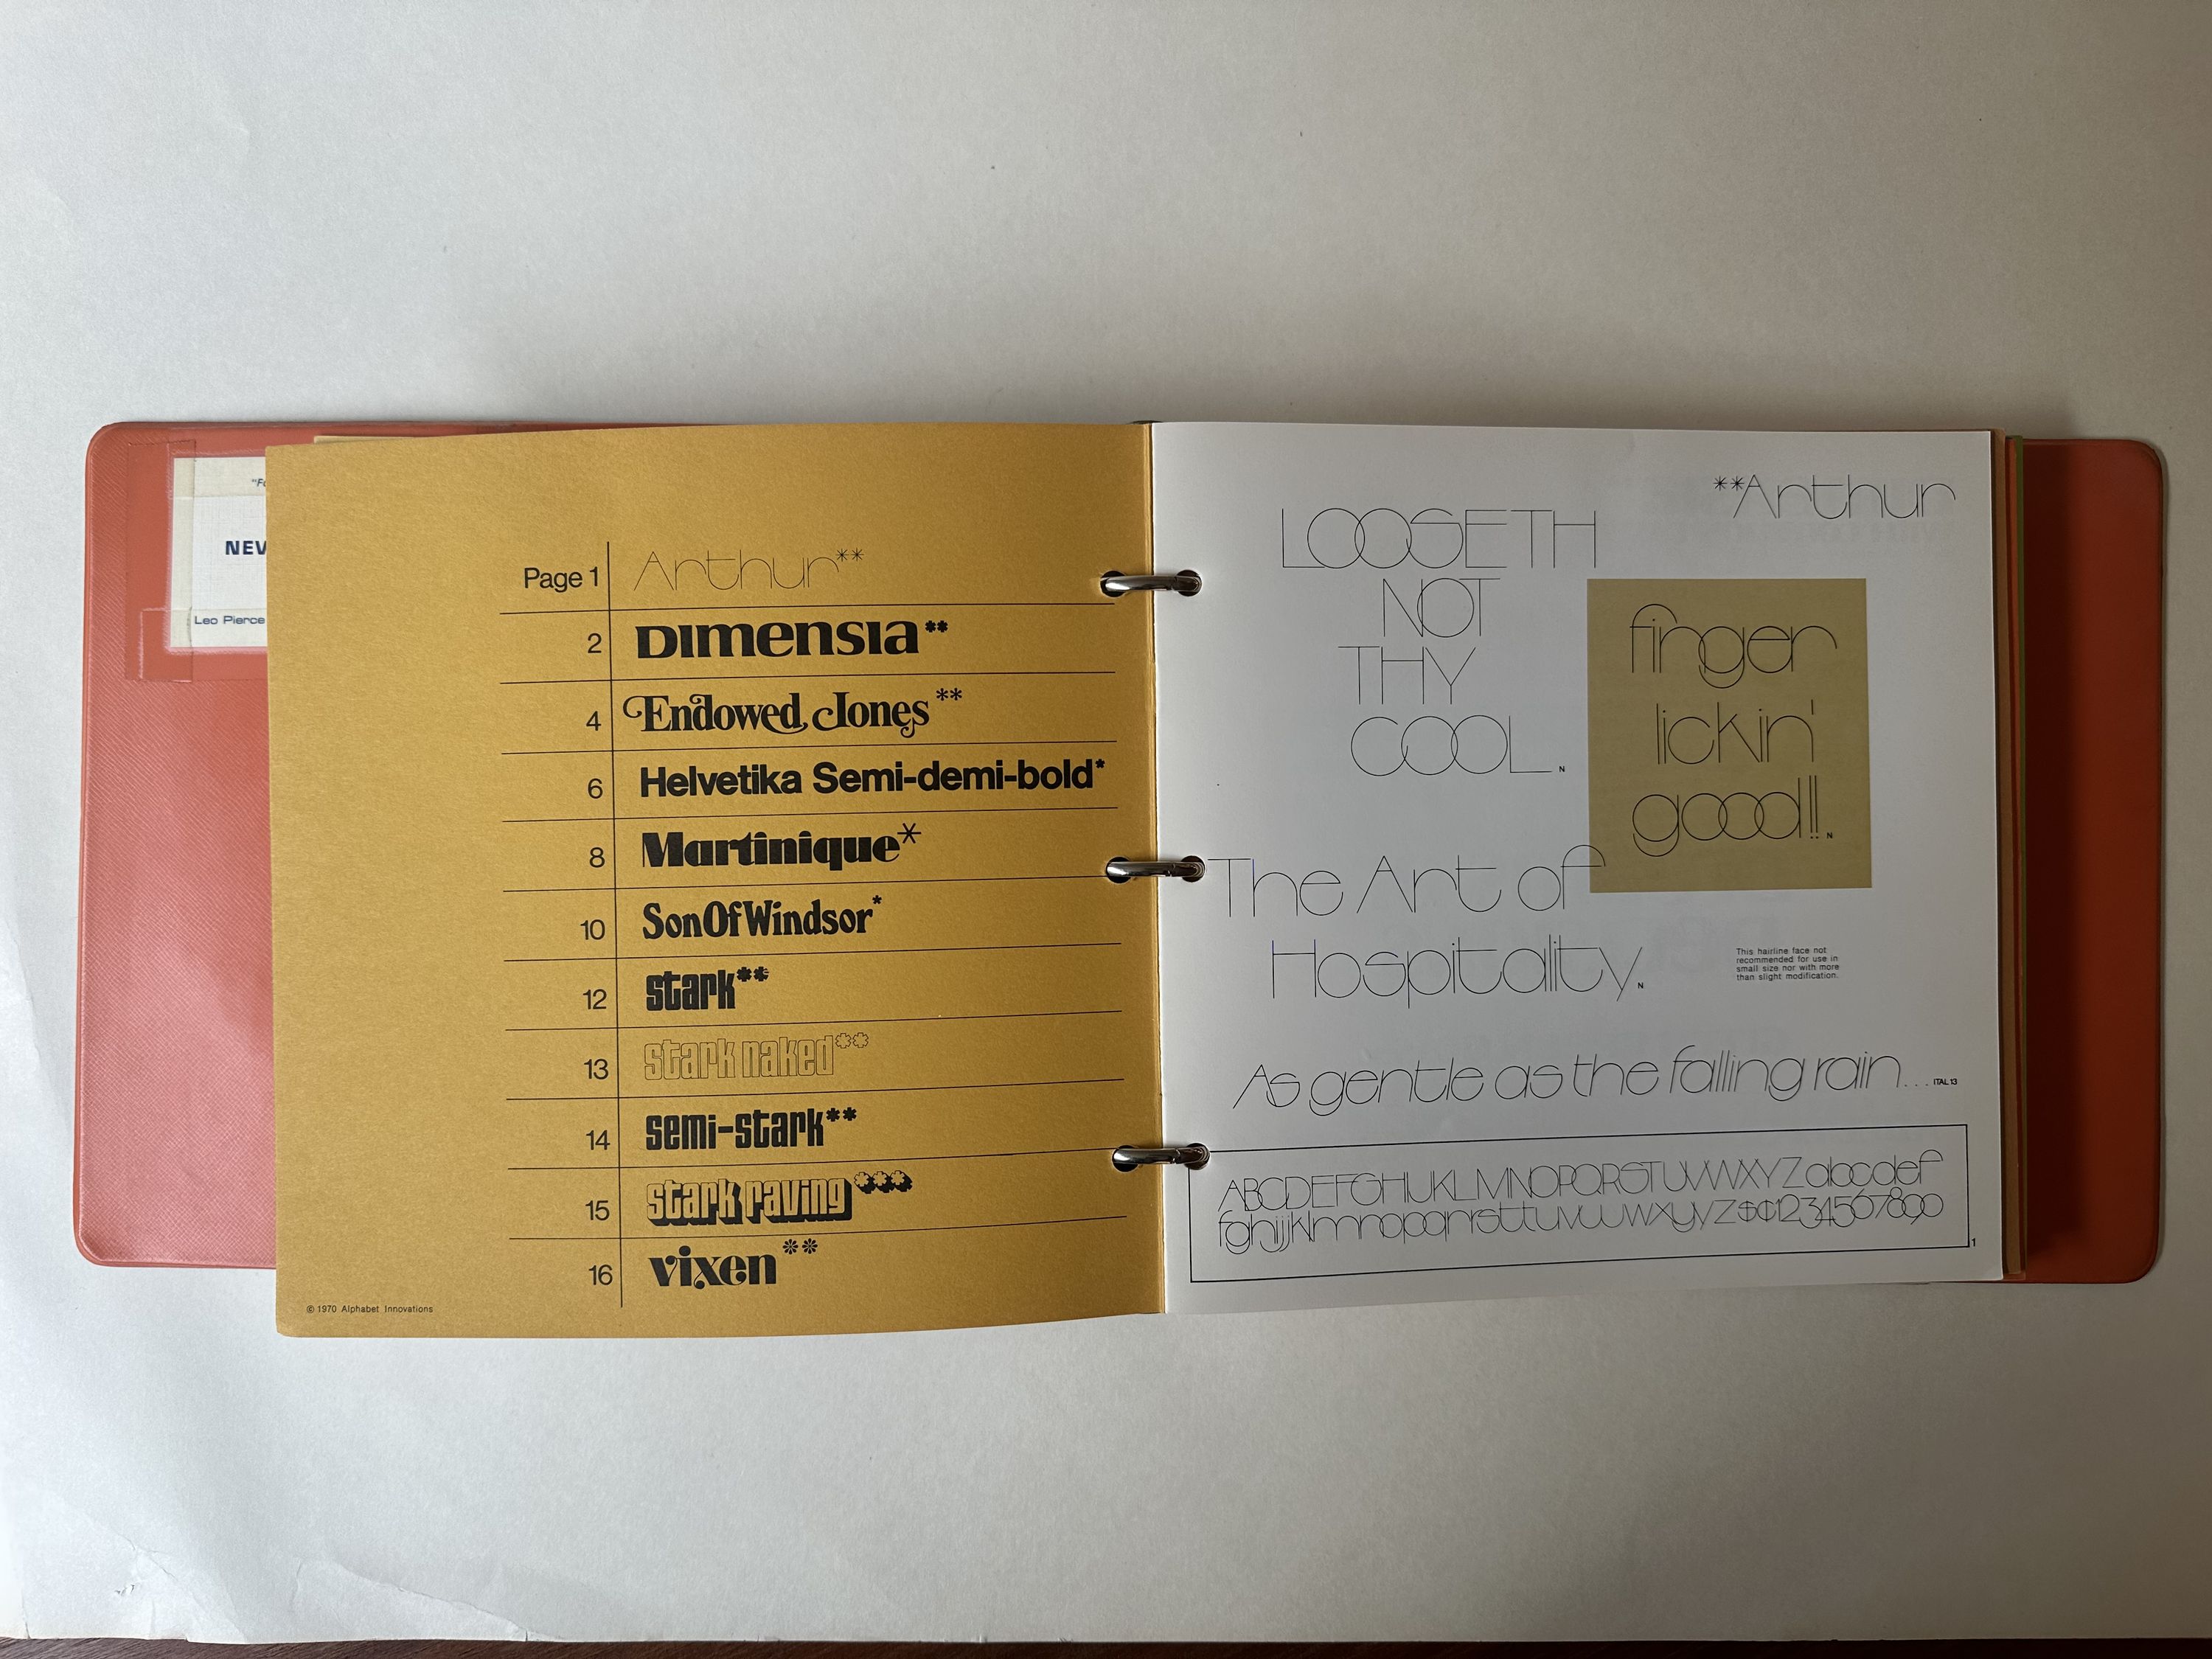 NEV
Leo Pierce
Page 1 Arthur**
2 Dimensia**
4 Endowed Jones**
6 Helvetika Semi-demi-bold*
8 Martinique*
10 SonOfWindsor*
12 stark**
13 stark naked**
14 semi-stark**
15 stark raving***
16 vixen**
© 1970 Alphabet Innovations
**Arthur
LOOSETH
NOT
THY
COOL. N
finger
lickin'
good!! N
The Art of
Hospitality. N
This hairline face not
recommended for use in
small size nor with more
than slight modification.
As gentle as the falling rain... ITAL 13
ABCDEFGHIJKLMNOPQRSTUVWXYZ abcdef
fghijjklmnopqrrsttuvwwxyyz$¢1234567890
1